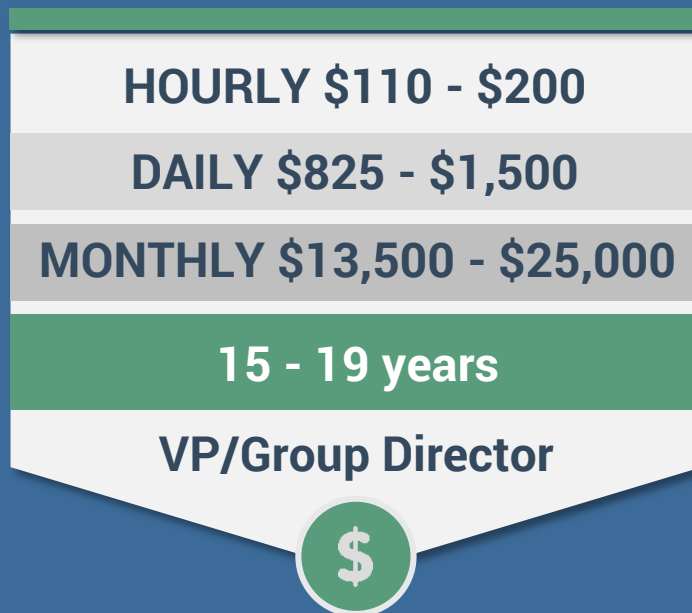 HOURLY $110 - $200
DAILY $825 - $1,500
MONTHLY $13,500 - $25,000
15 - 19 years
VP/Group Director
$